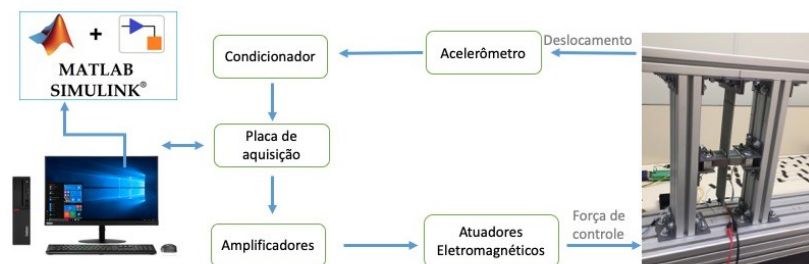 MATLAB
SIMULINK®
Condicionador
Acelerômetro
Deslocamento
Placa de
aquisição
Amplificadores
Atuadores
Eletromagnéticos
Força de
controle